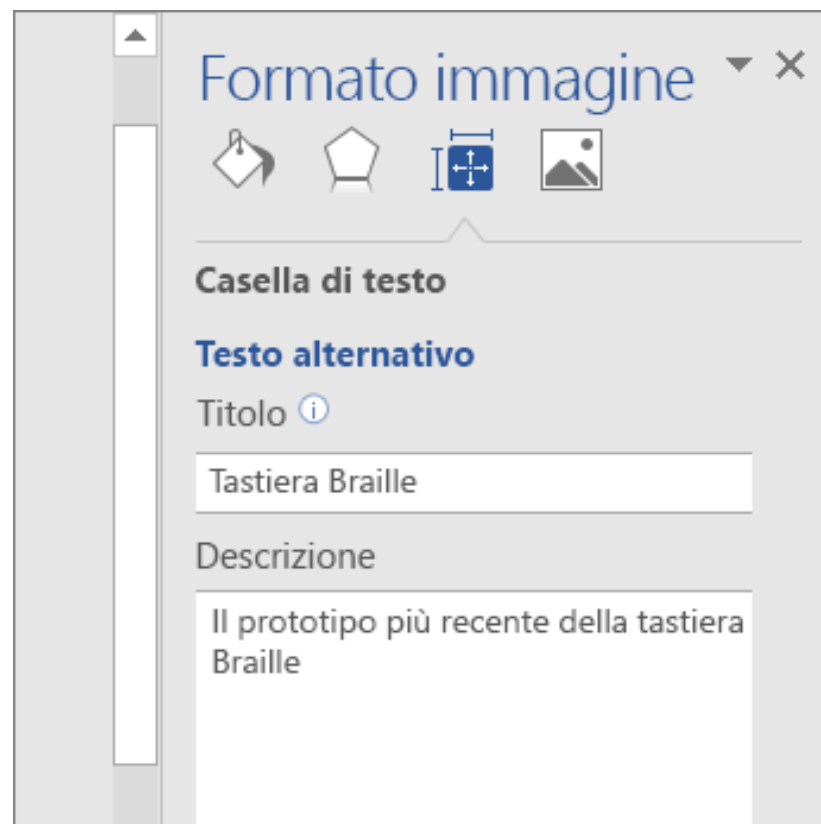 Formato immagine
Casella di testo
Testo alternativo
Titolo
Tastiera Braille
Descrizione
Il prototipo più recente della tastiera
Braille